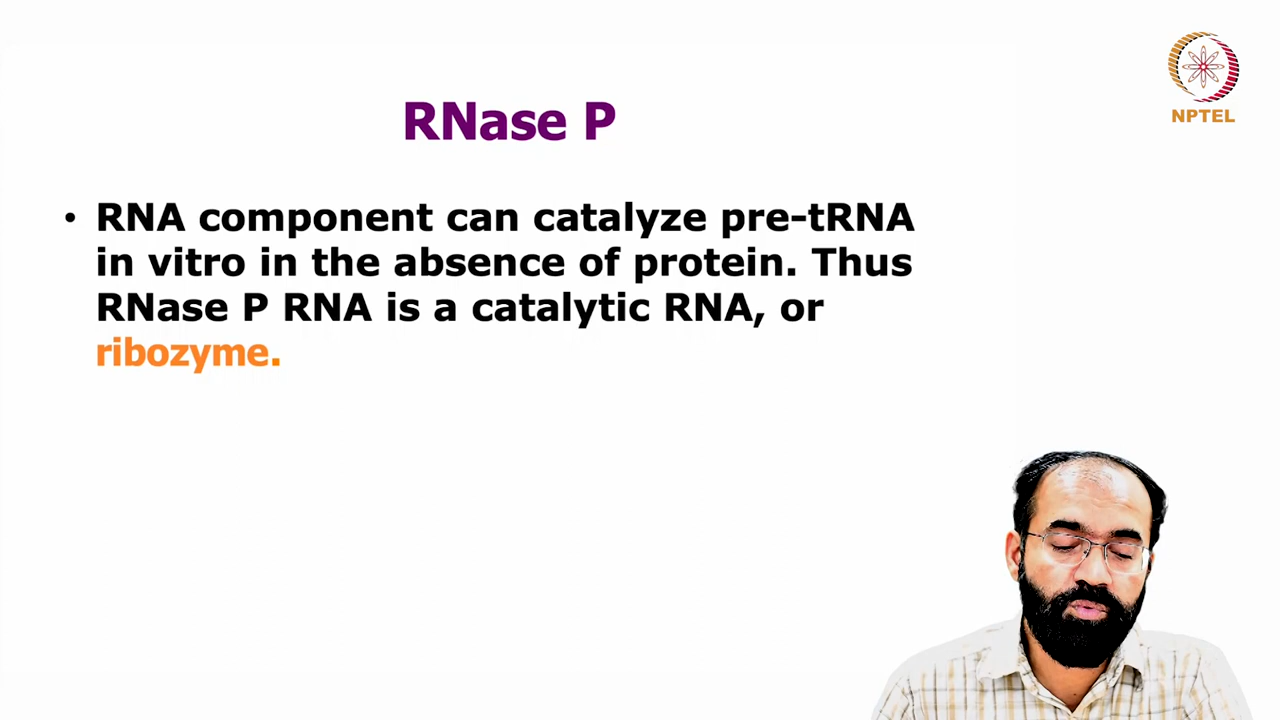 NPTEL
RNase P
• RNA component can catalyze pre-tRNA
in vitro in the absence of protein. Thus
RNase P RNA is a catalytic RNA, or
ribozyme.